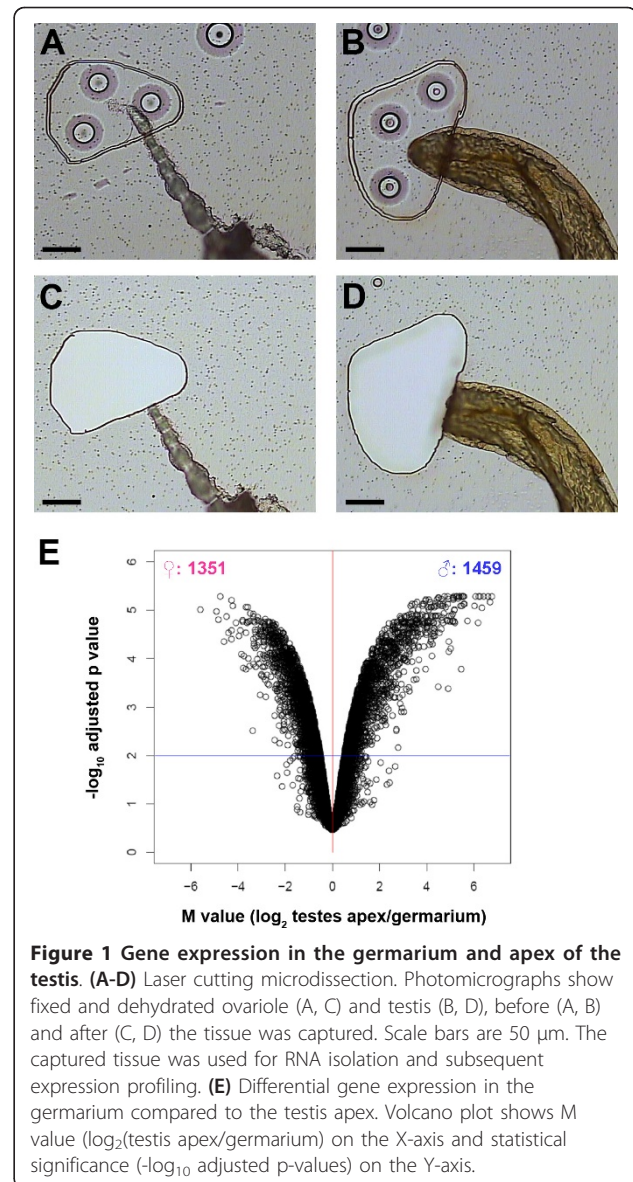 A
B
C
D
E
♀: 1351
♂: 1459
6
5
4
3
2
1
0
-log10 adjusted p value
−6 −4 −2 0 2 4 6
M value (log2 testes apex/germarium)
Figure 1 Gene expression in the germarium and apex of the
testis. (A-D) Laser cutting microdissection. Photomicrographs show
fixed and dehydrated ovariole (A, C) and testis (B, D), before (A, B)
and after (C, D) the tissue was captured. Scale bars are 50 μm. The
captured tissue was used for RNA isolation and subsequent
expression profiling. (E) Differential gene expression in the
germarium compared to the testis apex. Volcano plot shows M
value (log2(testis apex/germarium) on the X-axis and statistical
significance (-log10 adjusted p-values) on the Y-axis.